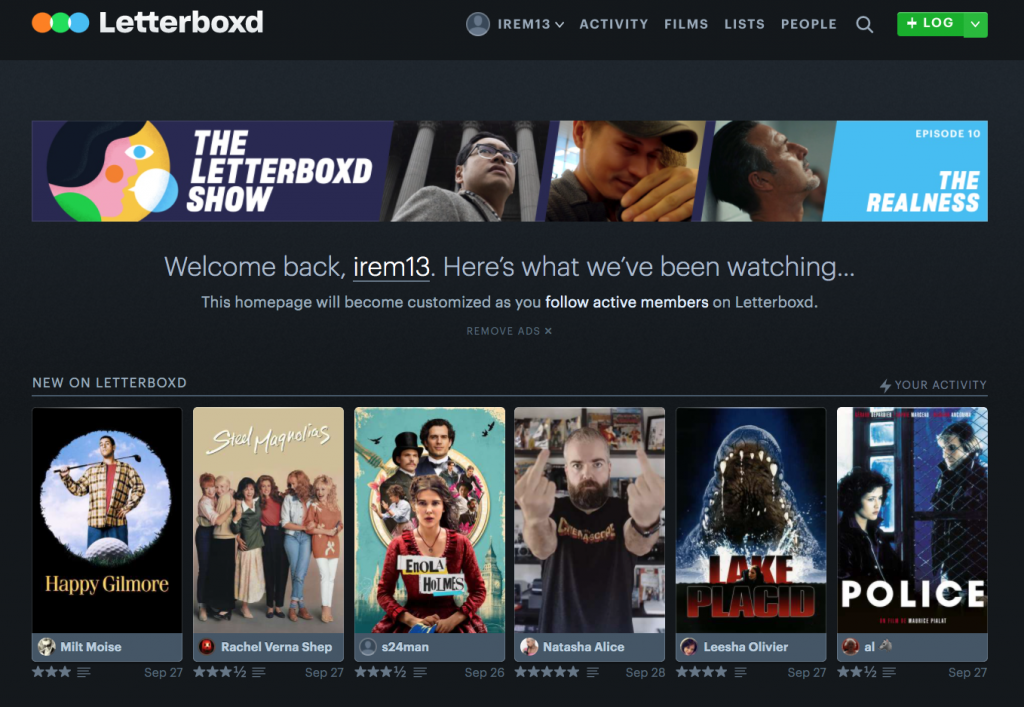 Letterboxd
IREM13 ACTIVITY FILMS LISTS PEOPLE + LOG
THE
LETTERBOXD
SHOW
EPISODE 10
THE
REALNESS
Welcome back, irem13. Here’s what we’ve been watching...
This homepage will become customized as you follow active members on Letterboxd.
REMOVE ADS ×
NEW ON LETTERBOXD
YOUR ACTIVITY
Happy Gilmore
Steel Magnolias
ENOLA
HOLMES
LAKE
PLACID
POLICE
UN FILM DE MAURICE PIALAT
Milt Moise
Rachel Verna Shep
s24man
Natasha Alice
Leesha Olivier
al
★★★ Sep 27
★★★½ Sep 27
★★★½ Sep 26
★★★★★ Sep 28
★★★★ Sep 27
★★½ Sep 27